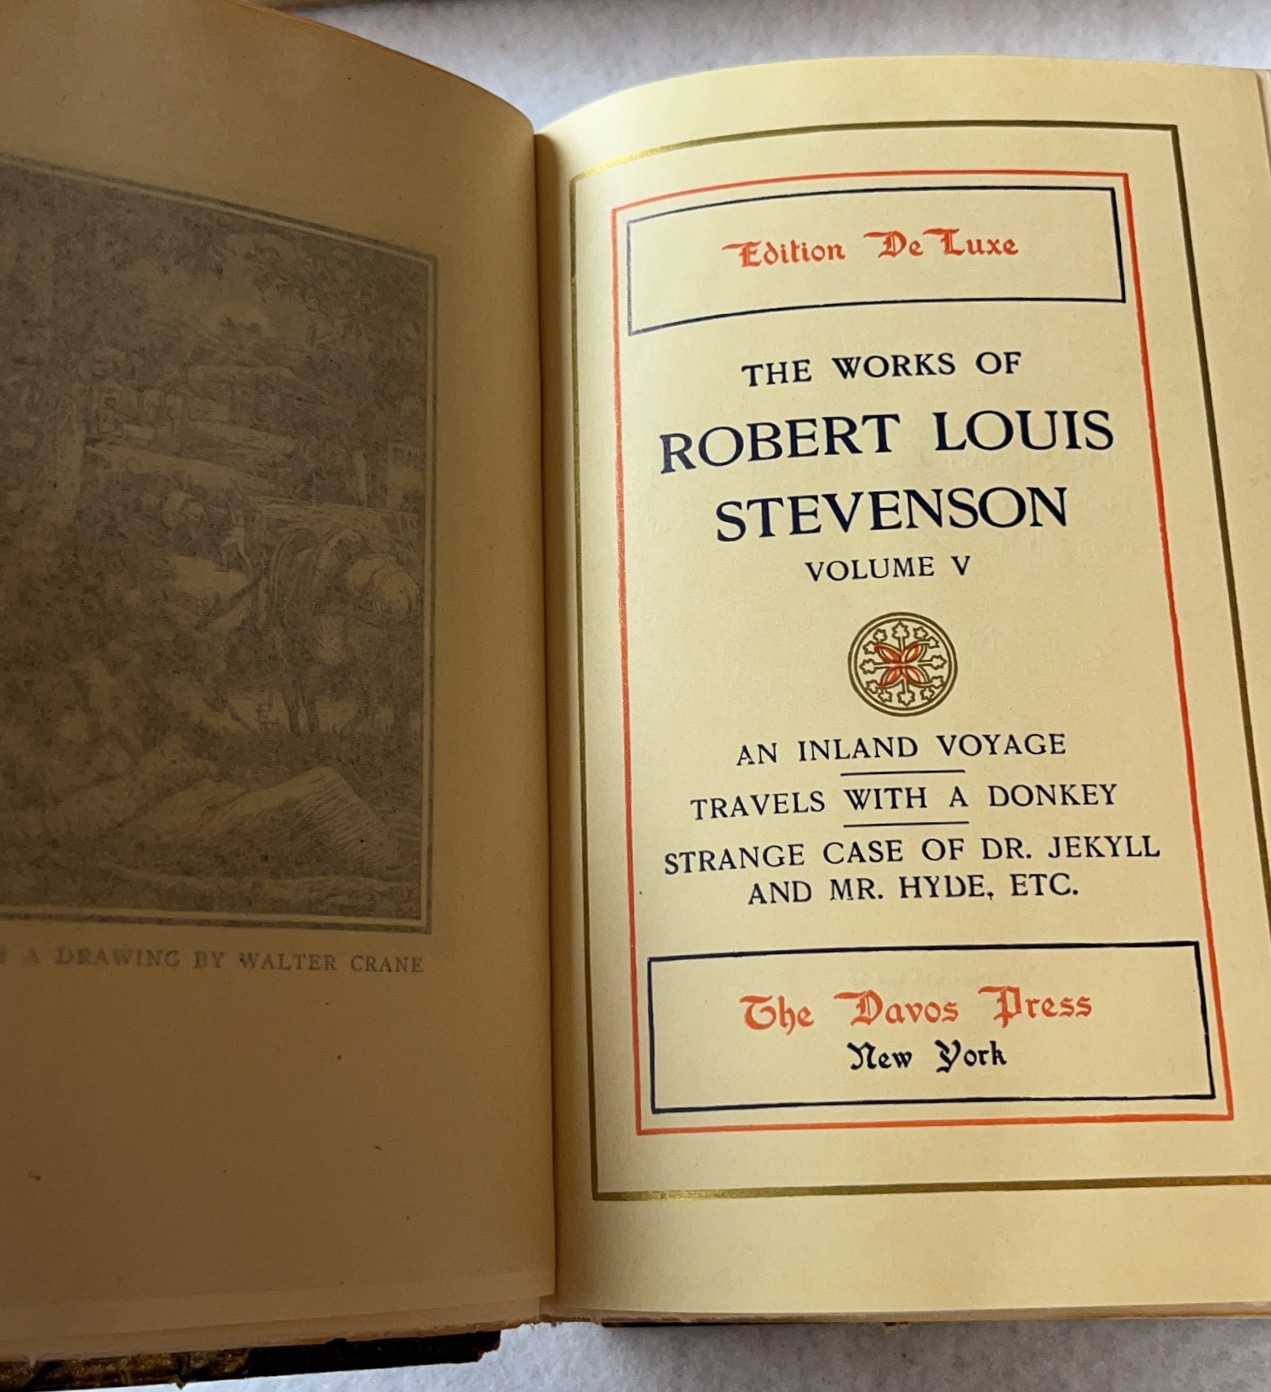 A DRAWING BY WALTER CRANE
Edition De Luxe
THE WORKS OF
ROBERT LOUIS
STEVENSON
VOLUME V
AN INLAND VOYAGE
TRAVELS WITH A DONKEY
STRANGE CASE OF DR. JEKYLL
AND MR. HYDE, ETC.
The Davos Press
New York